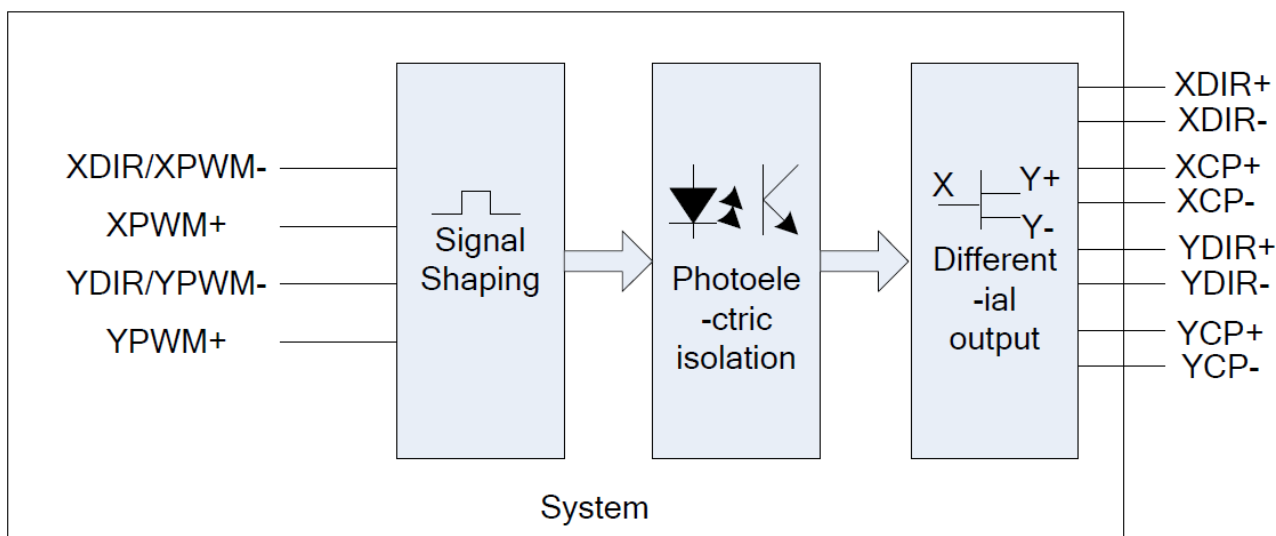 XDIR/XPWM-
XPWM+
YDIR/YPWM-
YPWM+
Signal
Shaping
Photoele
-ctric
isolation
X
Y+
Y-
Different
-ial
output
XDIR+
XDIR-
XCP+
XCP-
YDIR+
YDIR-
YCP+
YCP-
System